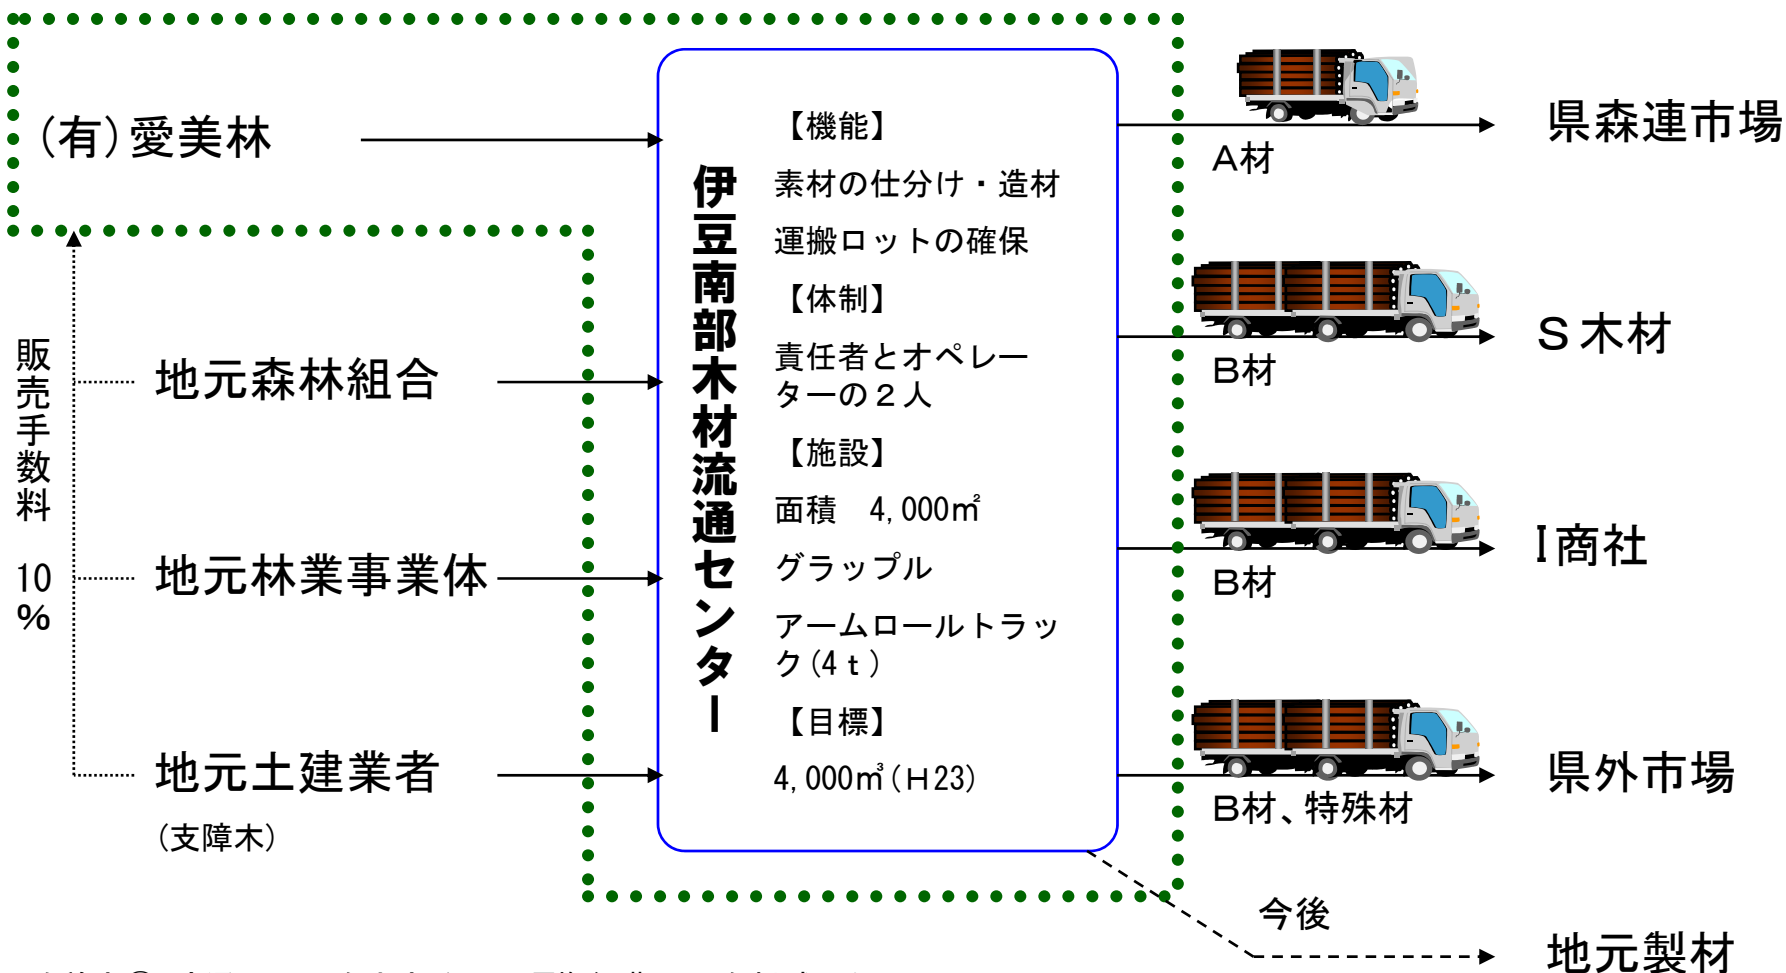 (有)愛美林
販売手数料 10%
地元森林組合
地元林業事業体
地元土建業者
(支障木)
伊豆南部木材流通センター
【機能】
素材の仕分け・造材
運搬ロットの確保
【体制】
責任者とオペレー
ターの２人
【施設】
面積　4,000㎡
グラップル
アームロールトラッ
ク(4ｔ)
【目標】
4,000㎥(Ｈ23)
Ａ材
県森連市場
Ｂ材
Ｓ木材
Ｂ材
Ｉ商社
Ｂ材、特殊材
県外市場
今後
地元製材